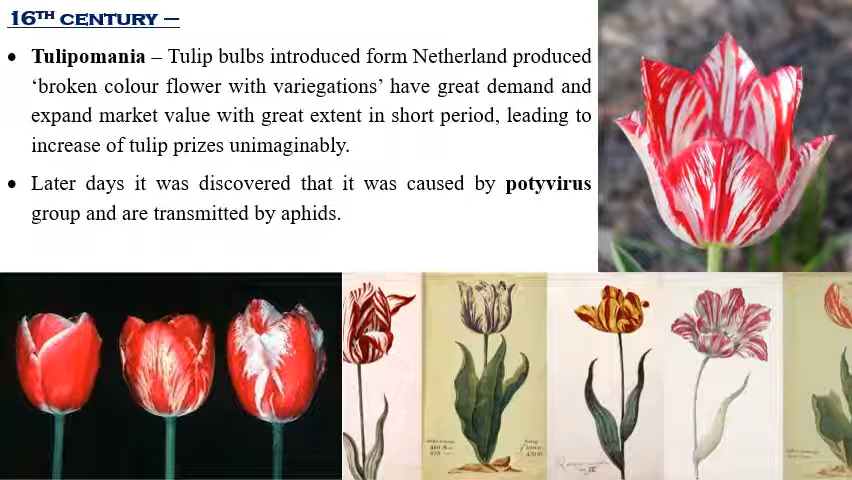 16TH CENTURY –
• Tulipomania – Tulip bulbs introduced form Netherland produced
‘broken colour flower with variegations’ have great demand and
expand market value with great extent in short period, leading to
increase of tulip prizes unimaginably.
• Later days it was discovered that it was caused by potyvirus
group and are transmitted by aphids.